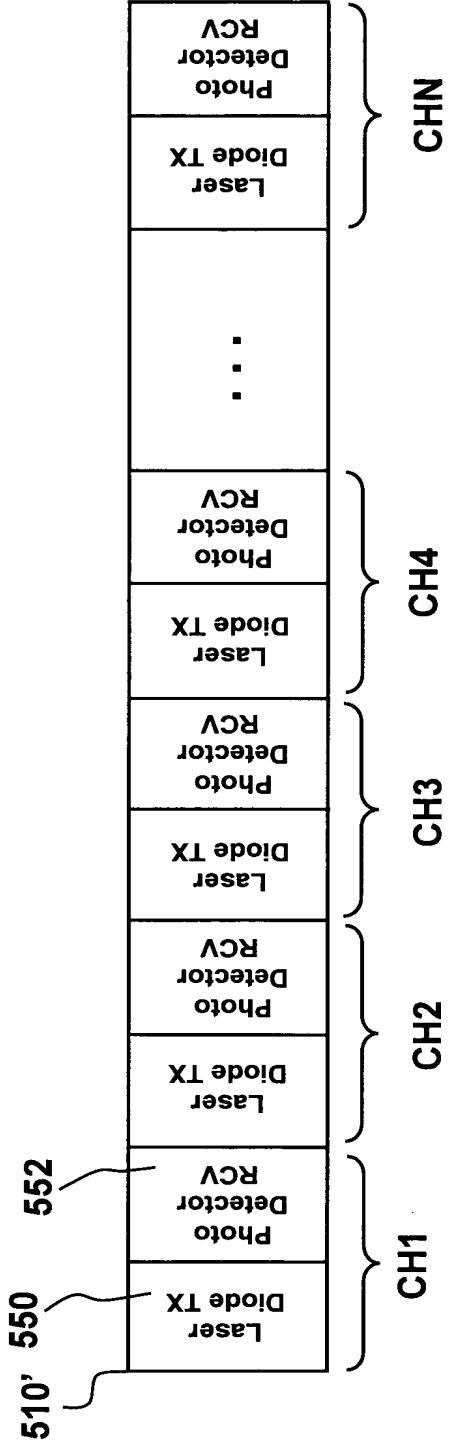 510'
550
552
Laser
Diode TX
Photo
Detector
RCV
Laser
Diode TX
Photo
Detector
RCV
Laser
Diode TX
Photo
Detector
RCV
Laser
Diode TX
Photo
Detector
RCV
...
Laser
Diode TX
Photo
Detector
RCV
CH1
CH2
CH3
CH4
CHN